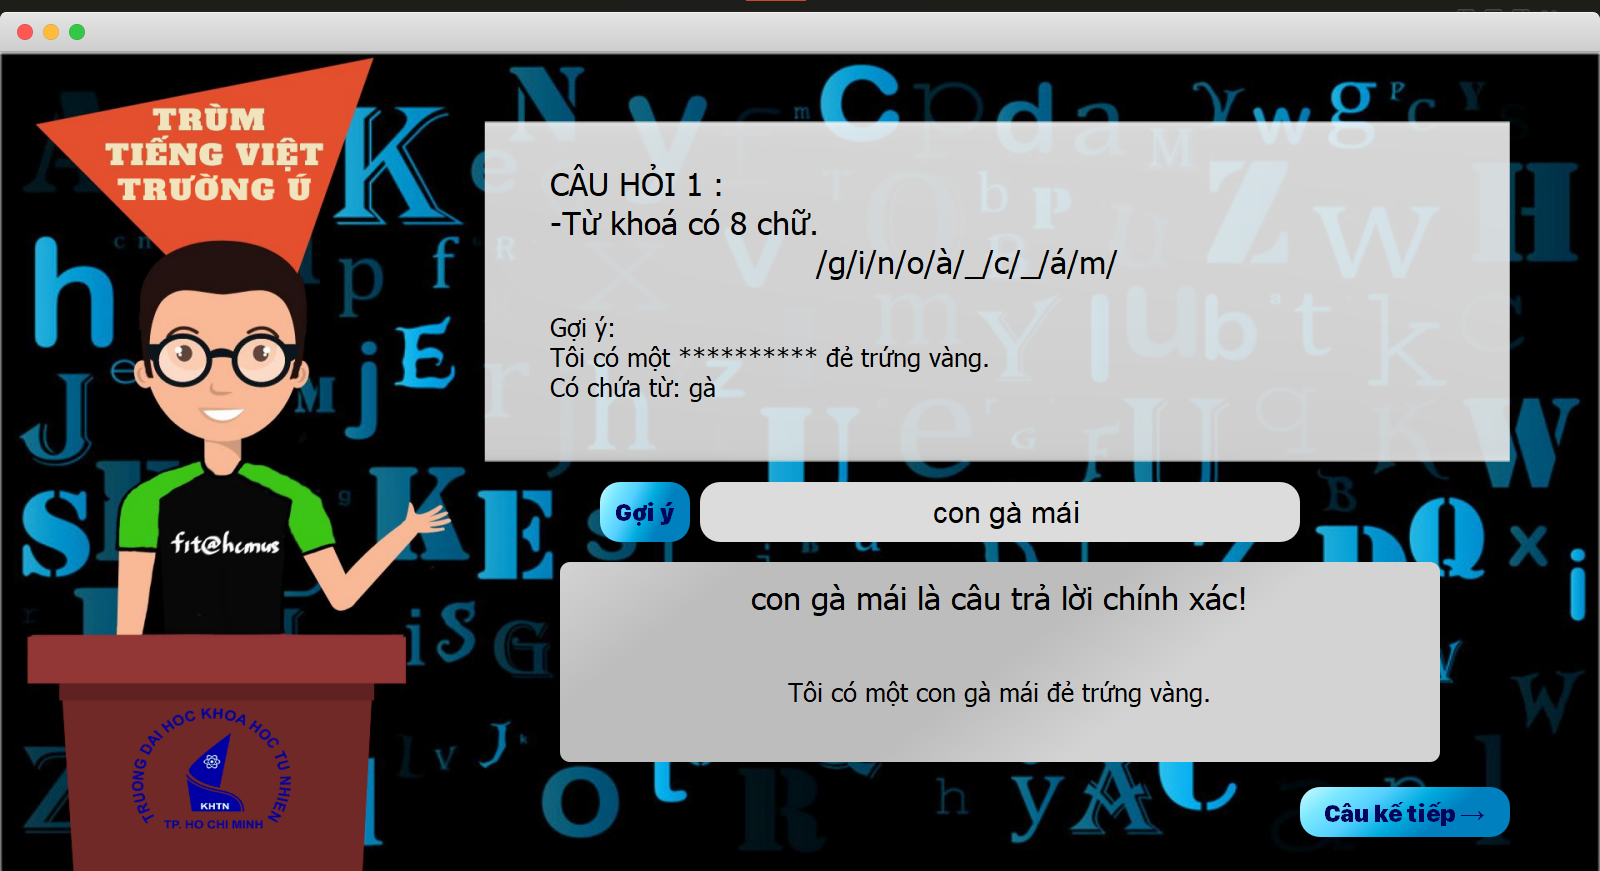 TRÙM
TIẾNG VIỆT
TRƯỜNG Ú
CÂU HỎI 1 :
-Từ khoá có 8 chữ.
/g/i/n/o/à/_/c/_/á/m/
Gợi ý:
Tôi có một ********** đẻ trứng vàng.
Có chứa từ: gà
Gợi ý
con gà mái
con gà mái là câu trả lời chính xác!
Tôi có một con gà mái đẻ trứng vàng.
Câu kế tiếp →
fit@hcmus
TRUONG DAI HOC KHOA HOC TU NHIEN
KHTN
TP. HO CHI MINH